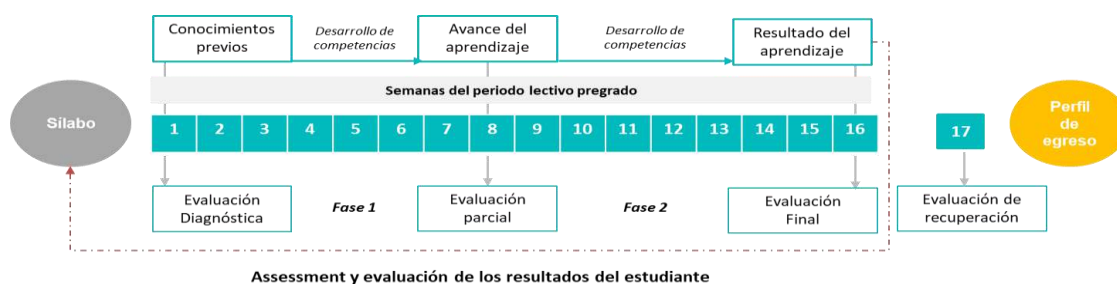 Conocimientos
previos
Desarrollo de
competencias
Avance del
aprendizaje
Desarrollo de
competencias
Resultado del
aprendizaje
Semanas del periodo lectivo pregrado
Sílabo
1 2 3 4 5 6 7 8 9 10 11 12 13 14 15 16
17
Perfil
de
egreso
Evaluación
Diagnóstica
Fase 1
Evaluación
parcial
Fase 2
Evaluación
Final
Evaluación de
recuperación
Assessment y evaluación de los resultados del estudiante